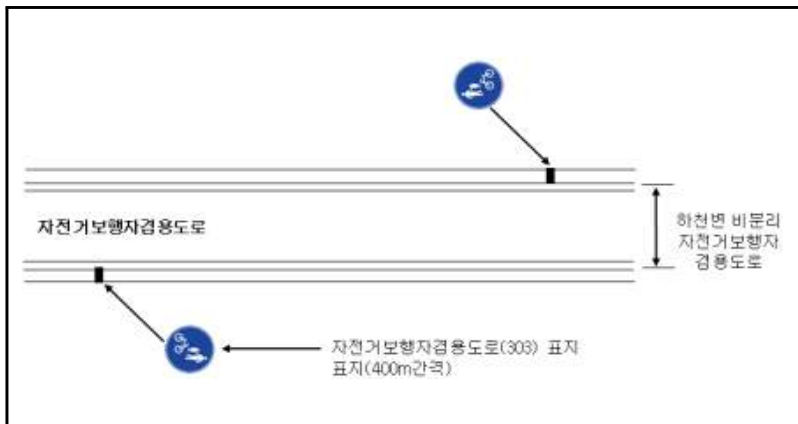 자전거보행자겸용도로
하천변 비분리
자전거보행자
겸용도로
자전거보행자겸용도로(303) 표지
표지(400m간격)